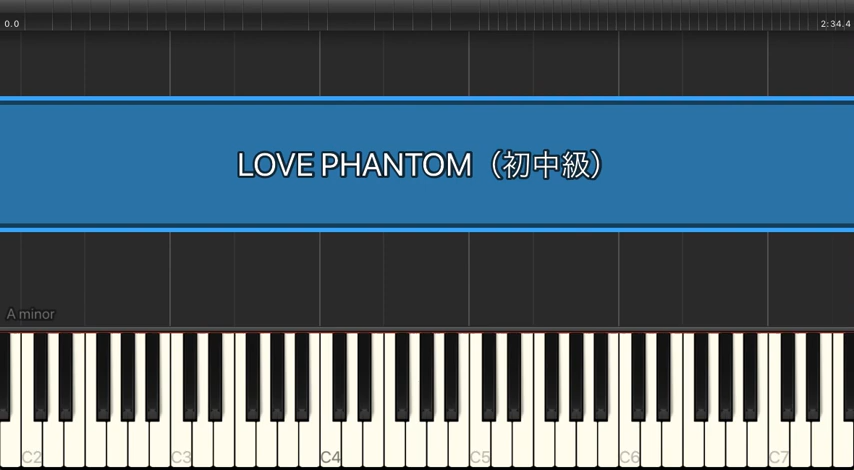 0.0 2:34.4
LOVE PHANTOM（初中級）
A minor
C2 C3 C4 C5 C6 C7